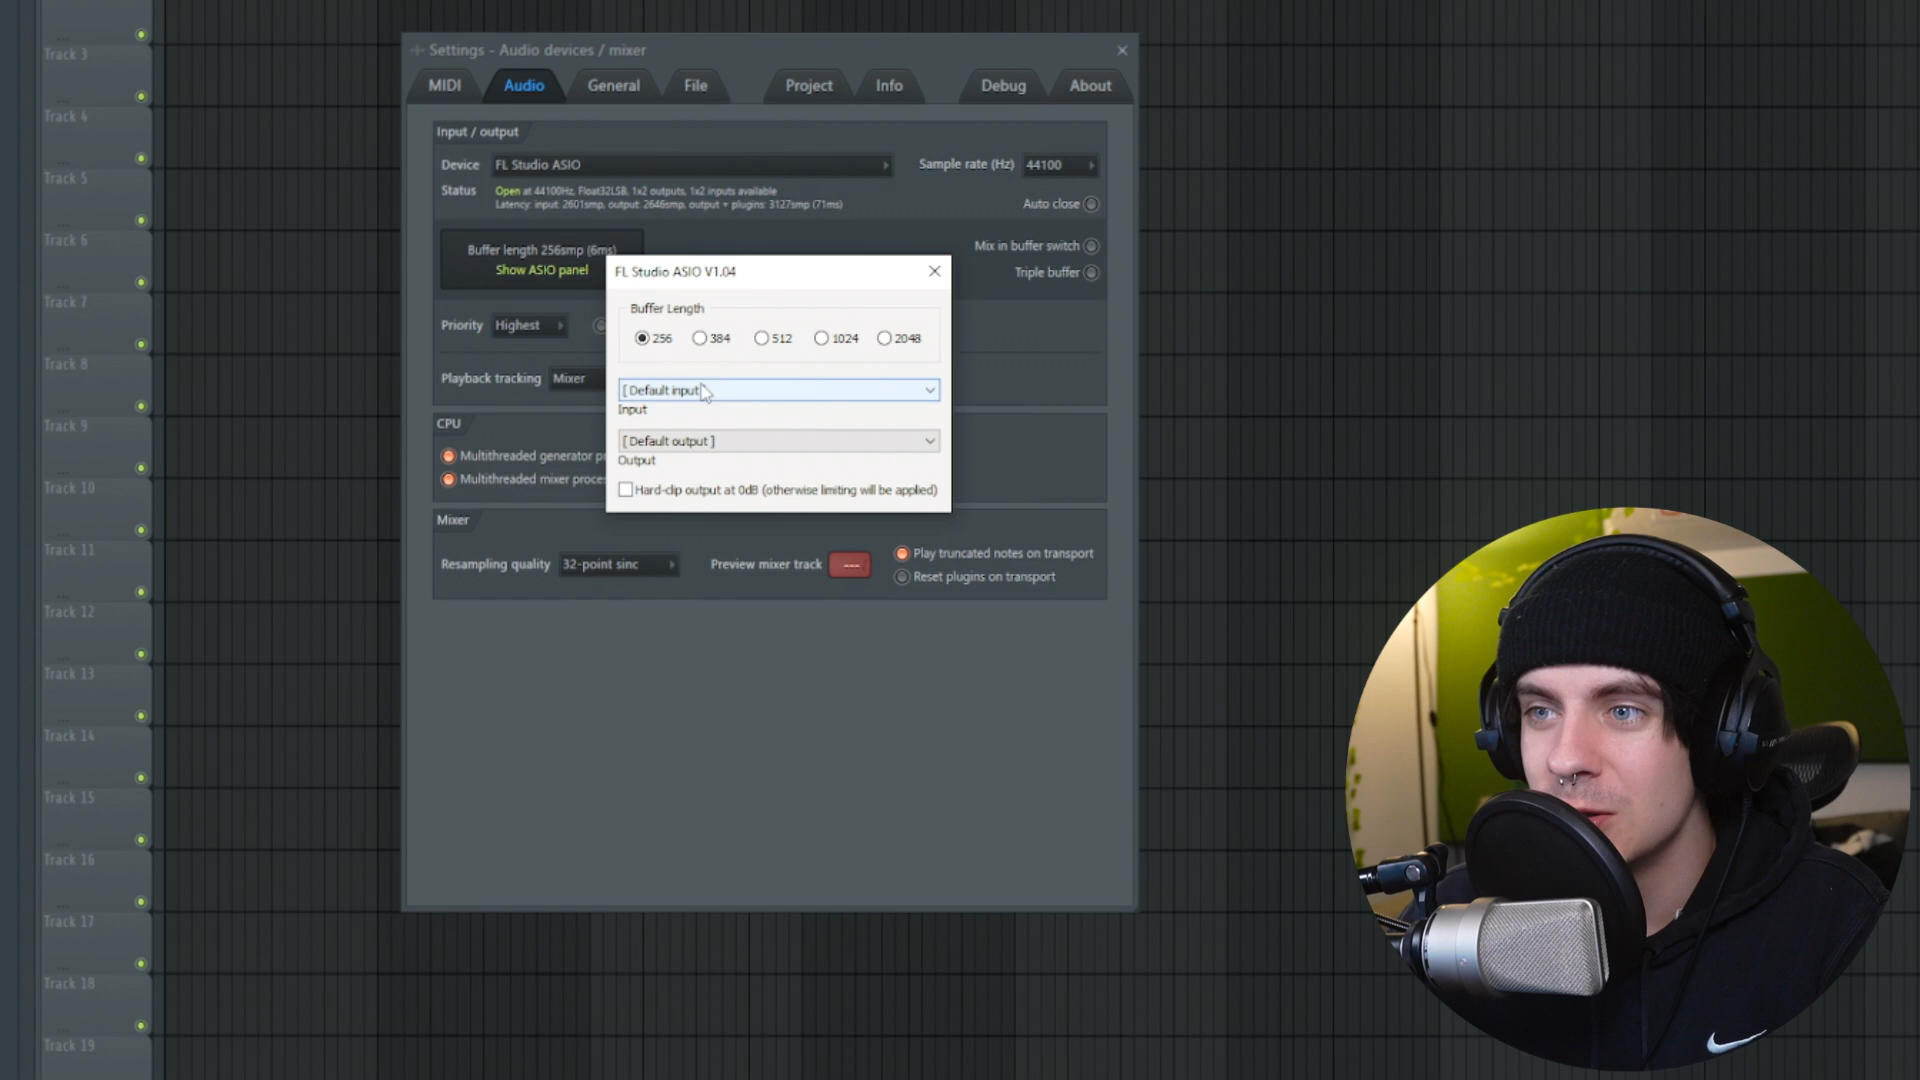 Settings - Audio devices / mixer
MIDI
Audio
General
File
Project
Info
Debug
About
Input / output
Device
FL Studio ASIO
Sample rate (Hz)
44100
Status
Open at 44100Hz, Float32LSB, 1x2 outputs, 1x2 inputs available
Latency: input: 2601smp, output: 2646smp, output + plugins: 3127smp (71ms)
Auto close
Buffer length 256smp (6ms)
Show ASIO panel
Mix in buffer switch
Triple buffer
Priority
Highest
Playback tracking
Mixer
CPU
Multithreaded generator p
Multithreaded mixer proce
Mixer
Resampling quality
32-point sinc
Preview mixer track
---
Play truncated notes on transport
Reset plugins on transport
FL Studio ASIO V1.04
Buffer Length
256
384
512
1024
2048
[ Default input
Input
[ Default output ]
Output
Hard-clip output at 0dB (otherwise limiting will be applied)
Track 3
Track 4
Track 5
Track 6
Track 7
Track 8
Track 9
Track 10
Track 11
Track 12
Track 13
Track 14
Track 15
Track 16
Track 17
Track 18
Track 19